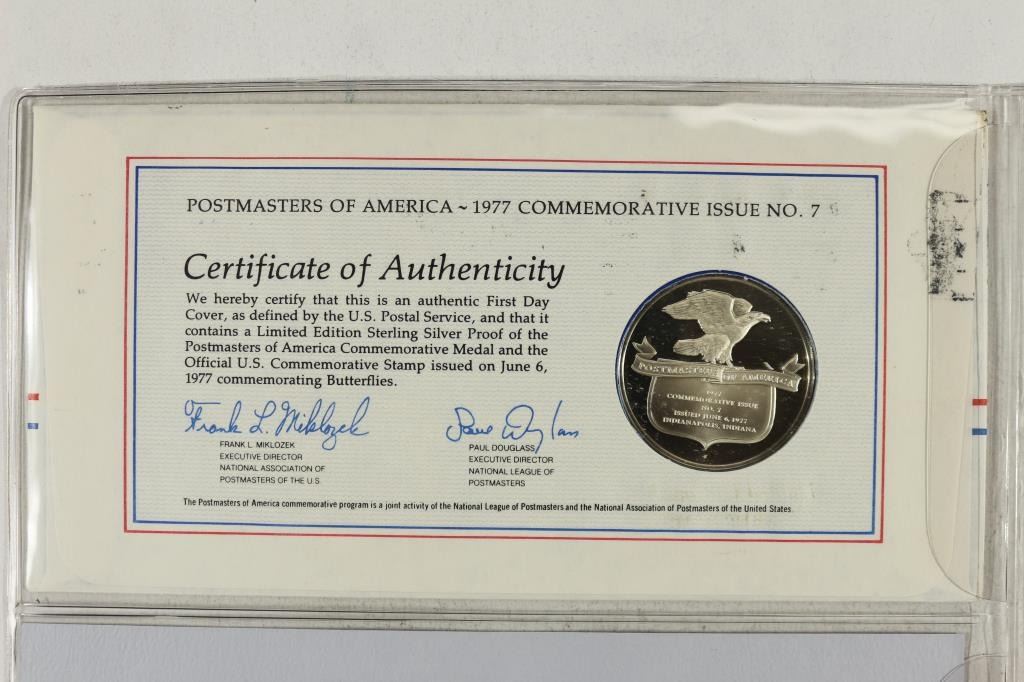 POSTMASTERS OF AMERICA ~ 1977 COMMEMORATIVE ISSUE NO. 7
Certificate of Authenticity
We hereby certify that this is an authentic First Day
Cover, as defined by the U.S. Postal Service, and that it
contains a Limited Edition Sterling Silver Proof of the
Postmasters of America Commemorative Medal and the
Official U.S. Commemorative Stamp issued on June 6,
1977 commemorating Butterflies.
Frank L. Miklozek
FRANK L. MIKLOZEK
EXECUTIVE DIRECTOR
NATIONAL ASSOCIATION OF
POSTMASTERS OF THE U.S.
Paul Douglass
PAUL DOUGLASS
EXECUTIVE DIRECTOR
NATIONAL LEAGUE OF
POSTMASTERS
POSTMASTERS OF AMERICA
1977
COMMEMORATIVE ISSUE
NO. 7
ISSUED JUNE 6, 1977
INDIANAPOLIS, INDIANA
The Postmasters of America commemorative program is a joint activity of the National League of Postmasters and the National Association of Postmasters of the United States.